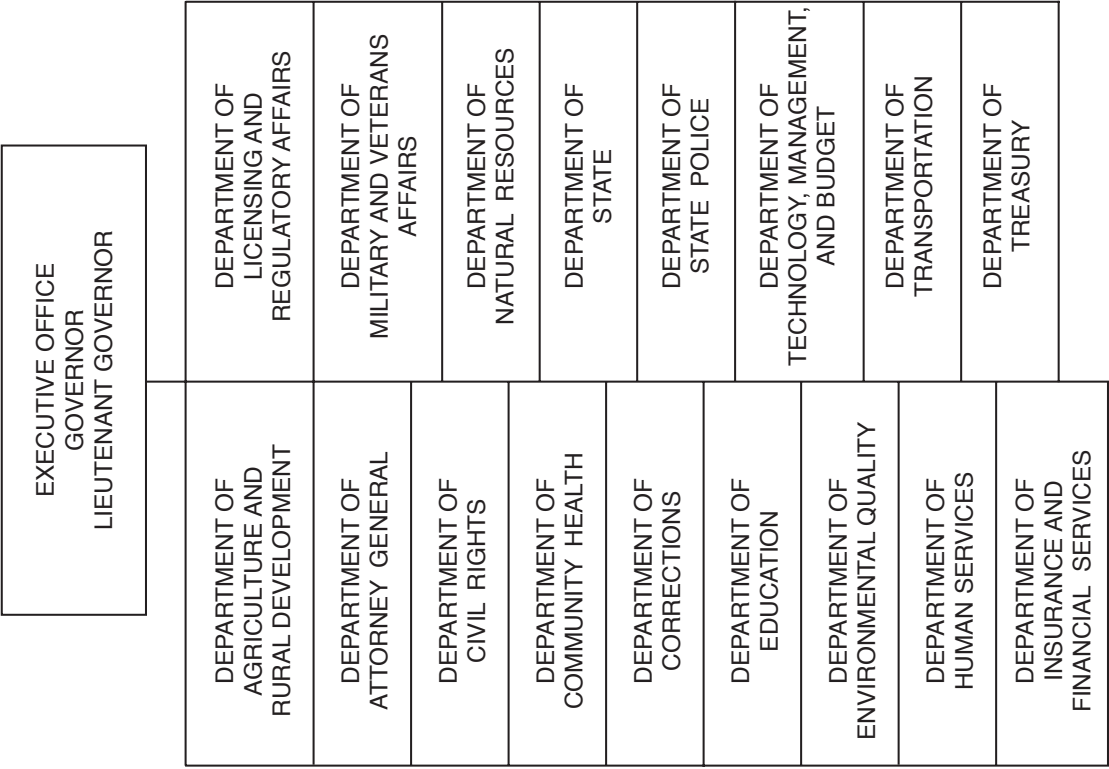 EXECUTIVE OFFICE
GOVERNOR
LIEUTENANT GOVERNOR
DEPARTMENT OF
AGRICULTURE AND
RURAL DEVELOPMENT
DEPARTMENT OF
ATTORNEY GENERAL
DEPARTMENT OF
CIVIL RIGHTS
DEPARTMENT OF
COMMUNITY HEALTH
DEPARTMENT OF
CORRECTIONS
DEPARTMENT OF
EDUCATION
DEPARTMENT OF
ENVIRONMENTAL QUALITY
DEPARTMENT OF
HUMAN SERVICES
DEPARTMENT OF
INSURANCE AND
FINANCIAL SERVICES
DEPARTMENT OF
LICENSING AND
REGULATORY AFFAIRS
DEPARTMENT OF
MILITARY AND VETERANS
AFFAIRS
DEPARTMENT OF
NATURAL RESOURCES
DEPARTMENT OF
STATE
DEPARTMENT OF
STATE POLICE
DEPARTMENT OF
TECHNOLOGY, MANAGEMENT,
AND BUDGET
DEPARTMENT OF
TRANSPORTATION
DEPARTMENT OF
TREASURY